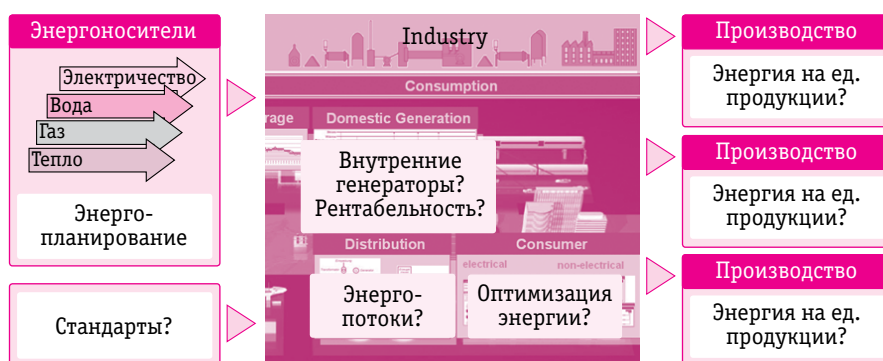 Энергоносители
Электричество
Вода
Газ
Тепло
Энерго-
планирование
Стандарты?
Industry
Consumption
rage
Domestic Generation
Внутренние
генераторы?
Рентабельность?
Distribution
Consumer
electrical
non-electrical
Энерго-
потоки?
Оптимизация
энергии?
Производство
Энергия на ед.
продукции?
Производство
Энергия на ед.
продукции?
Производство
Энергия на ед.
продукции?